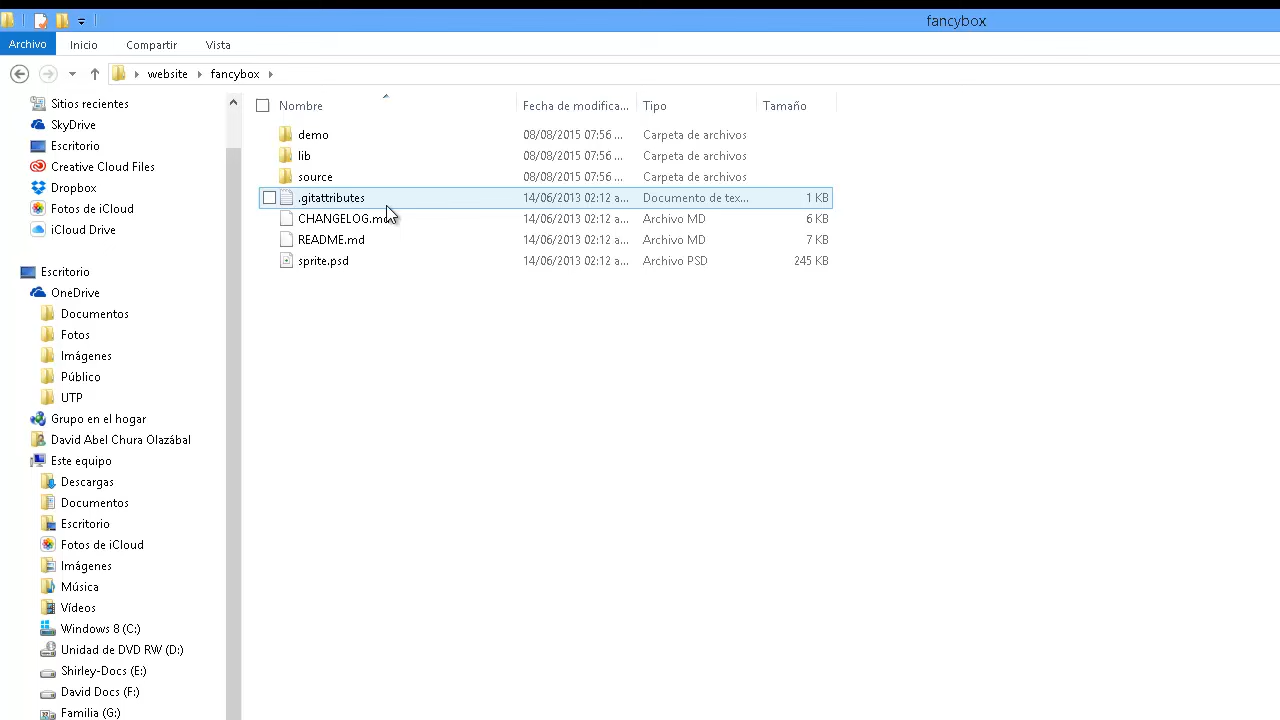 fancybox
Archivo Inicio Compartir Vista
website fancybox
Nombre Fecha de modifica... Tipo Tamaño
demo 08/08/2015 07:56 ... Carpeta de archivos
lib 08/08/2015 07:56 ... Carpeta de archivos
source 08/08/2015 07:56 ... Carpeta de archivos
.gitattributes 14/06/2013 02:12 a... Documento de tex... 1 KB
CHANGELOG.md 14/06/2013 02:12 a... Archivo MD 6 KB
README.md 14/06/2013 02:12 a... Archivo MD 7 KB
sprite.psd 14/06/2013 02:12 a... Archivo PSD 245 KB
Sitios recientes
SkyDrive
Escritorio
Creative Cloud Files
Dropbox
Fotos de iCloud
iCloud Drive
Escritorio
OneDrive
Documentos
Fotos
Imágenes
Público
UTP
Grupo en el hogar
David Abel Chura Olazábal
Este equipo
Descargas
Documentos
Escritorio
Fotos de iCloud
Imágenes
Música
Vídeos
Windows 8 (C:)
Unidad de DVD RW (D:)
Shirley-Docs (E:)
David Docs (F:)
Familia (G:)